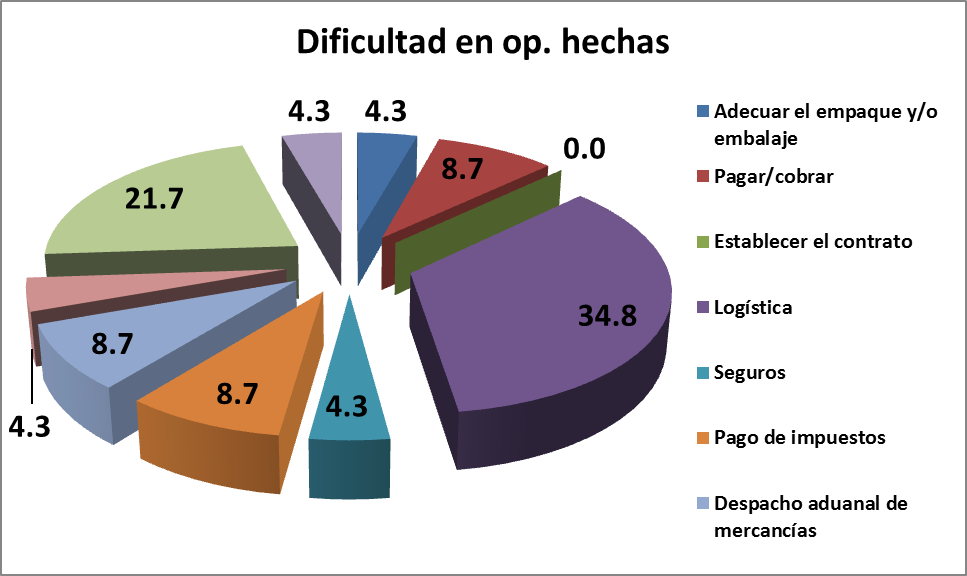 Dificultad en op. hechas
4.3
4.3
8.7
0.0
21.7
34.8
8.7
8.7
4.3
4.3
Adecuar el empaque y/o
embalaje
Pagar/cobrar
Establecer el contrato
Logística
Seguros
Pago de impuestos
Despacho aduanal de
mercancías